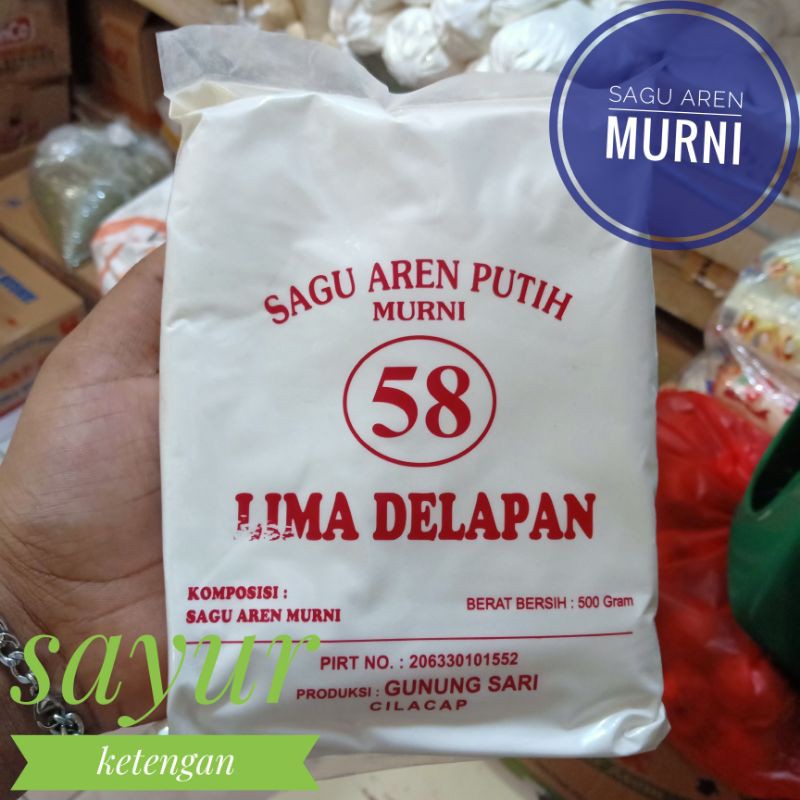 SAGU AREN
MURNI
SAGU AREN PUTIH
MURNI
58
LIMA DELAPAN
KOMPOSISI :
SAGU AREN MURNI
BERAT BERSIH : 500 Gram
PIRT NO. : 206330101552
PRODUKSI : GUNUNG SARI
CILACAP
sayur
ketengan